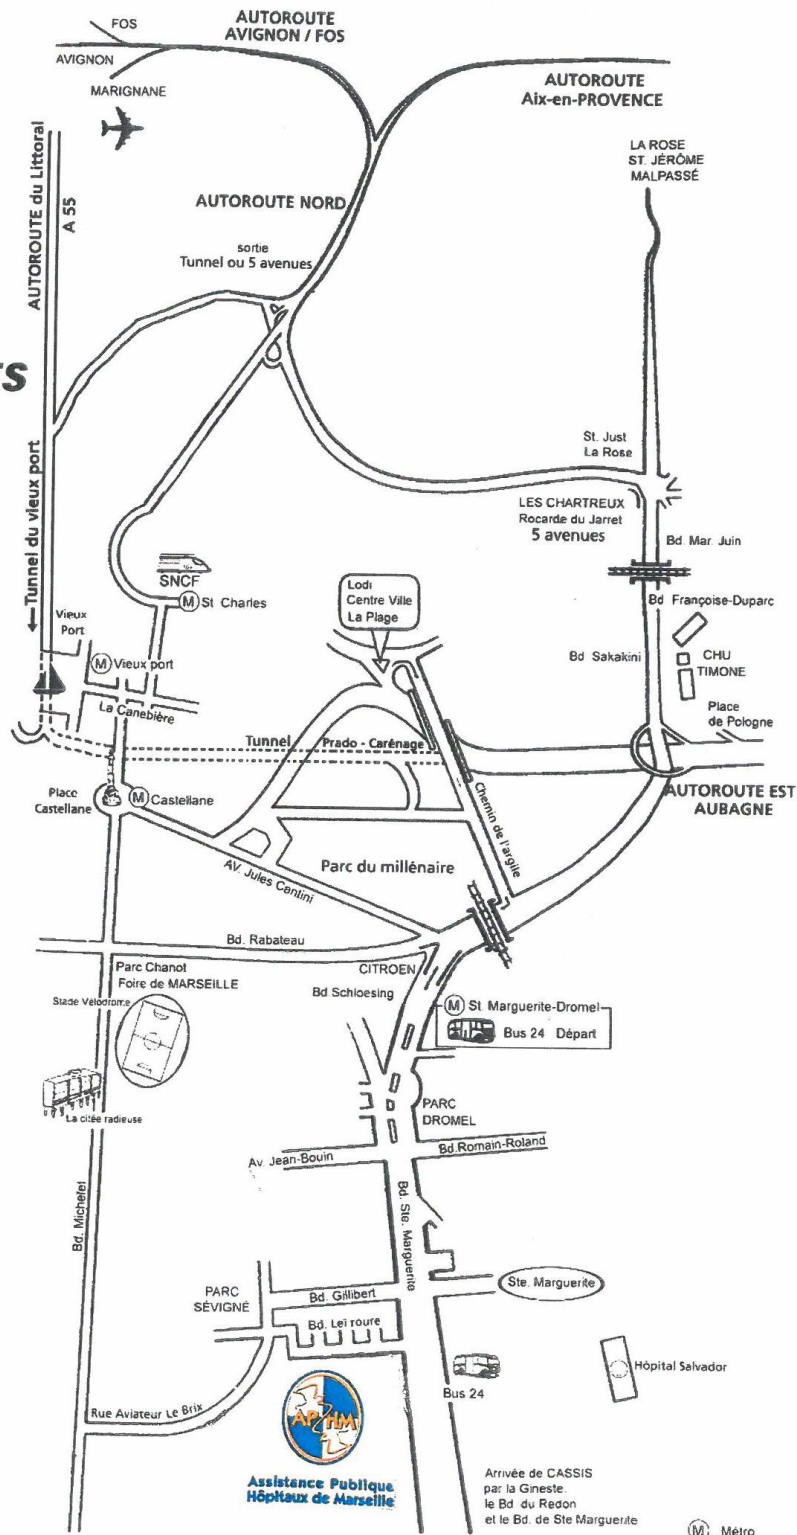 FOS
AUTOROUTE
AVIGNON / FOS
AVIGNON
MARIGNANE
AUTOROUTE
Aix-en-PROVENCE
AUTOROUTE du Littoral
A 55
LA ROSE
ST. JÉRÔME
MALPASSÉ
AUTOROUTE NORD
sortie
Tunnel ou 5 avenues
TS
St. Just
La Rose
←Tunnel du vieux port
LES CHARTREUX
Rocarde du Jarret
5 avenues
Bd. Mar. Juin
SNCF
M St Charles
Lodi
Centre Ville
La Plage
Bd Françoise-Duparc
Vieux
Port
M Vieux port
Bd Sakakini
CHU
TIMONE
La Canebière
Place
de Pologne
Tunnel Prado - Carénage
Place
Castellane
M Castellane
Chemin de l'argile
AUTOROUTE EST
AUBAGNE
AV. Jules Cantini
Parc du millénaire
Bd. Rabateau
Parc Chanot
Foire de MARSEILLE
CITROEN
Bd Schloesing
Stade Vélodrome
M St. Marguerite-Dromel
Bus 24 Départ
La citée radieuse
PARC
DROMEL
Av. Jean-Bouin
Bd.Romain-Roland
Bd. Michelet
Bd. Ste. Marguerite
PARC
SÉVIGNÉ
Bd. Gillibert
Ste. Marguerite
Bd. Leï roure
Bus 24
Hôpital Salvador
Rue Aviateur Le Brix
AP HM
Assistance Publique
Hôpitaux de Marseille
Arrivée de CASSIS
par la Gineste.
le Bd du Redon
et le Bd. de Ste Marguerite
M Métro